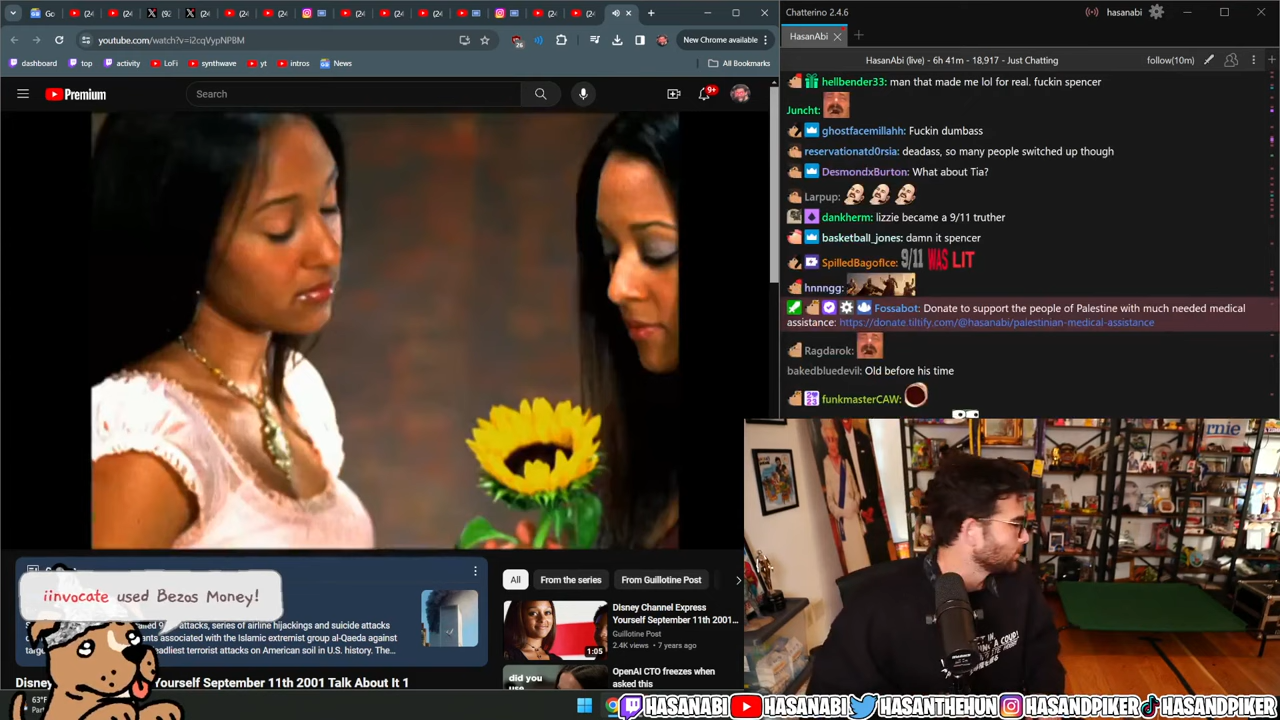 youtube.com/watch?v=i2cqVypNPBM
New Chrome available
dashboard
top
activity
LoFi
synthwave
yt
intros
News
All Bookmarks
Premium
Search
9+
All
From the series
From Guillotine Post
Disney Channel Express
Yourself September 11th 2001...
Guillotine Post
2.4K views • 7 years ago
1:05
OpenAI CTO freezes when
asked this
did you
iinvocate used Bezos Money!
attacks, series of airline hijackings and suicide attacks
associated with the Islamic extremist group al-Qaeda against
deadliest terrorist attacks on American soil in U.S. history. The...
Yourself September 11th 2001 Talk About It 1
63°F
Chatterino 2.4.6
hasanabi
HasanAbi
HasanAbi (live) - 6h 41m - 18,917 - Just Chatting
follow(10m)
hellbender33: man that made me lol for real. fuckin spencer
Juncht:
ghostfacemillahh: Fuckin dumbass
reservationatd0rsia: deadass, so many people switched up though
DesmondxBurton: What about Tia?
Larpup:
dankherm: lizzie became a 9/11 truther
basketball_jones: damn it spencer
SpilledBagofIce: 9/11 WAS LIT
hnnngg:
Fossabot: Donate to support the people of Palestine with much needed medical
assistance: https://donate.tiltify.com/@hasanabi/palestinian-medical-assistance
Ragdarok:
bakedbluedevil: Old before his time
funkmasterCAW:
rnie
HASANABI
HASANABI
HASANTHEHUN
HASANDPIKER
HASANDPIKER